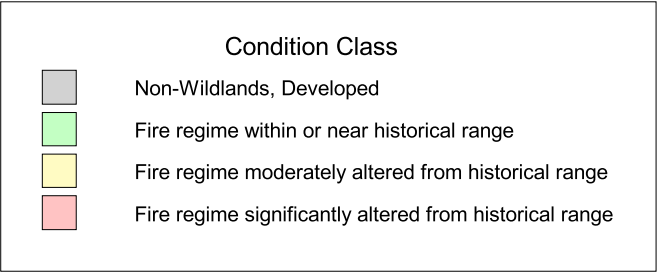 Condition Class
Non-Wildlands, Developed
Fire regime within or near historical range
Fire regime moderately altered from historical range
Fire regime significantly altered from historical range